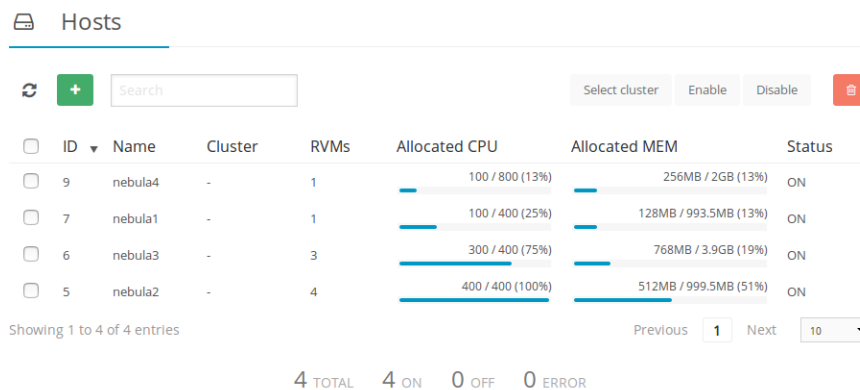 Hosts
+ Search Select cluster Enable Disable
ID Name Cluster RVMs Allocated CPU Allocated MEM Status
9 nebula4 - 1 100 / 800 (13%) 256MB / 2GB (13%) ON
7 nebula1 - 1 100 / 400 (25%) 128MB / 993.5MB (13%) ON
6 nebula3 - 3 300 / 400 (75%) 768MB / 3.9GB (19%) ON
5 nebula2 - 4 400 / 400 (100%) 512MB / 999.5MB (51%) ON
Showing 1 to 4 of 4 entries Previous 1 Next 10
4 TOTAL 4 ON 0 OFF 0 ERROR